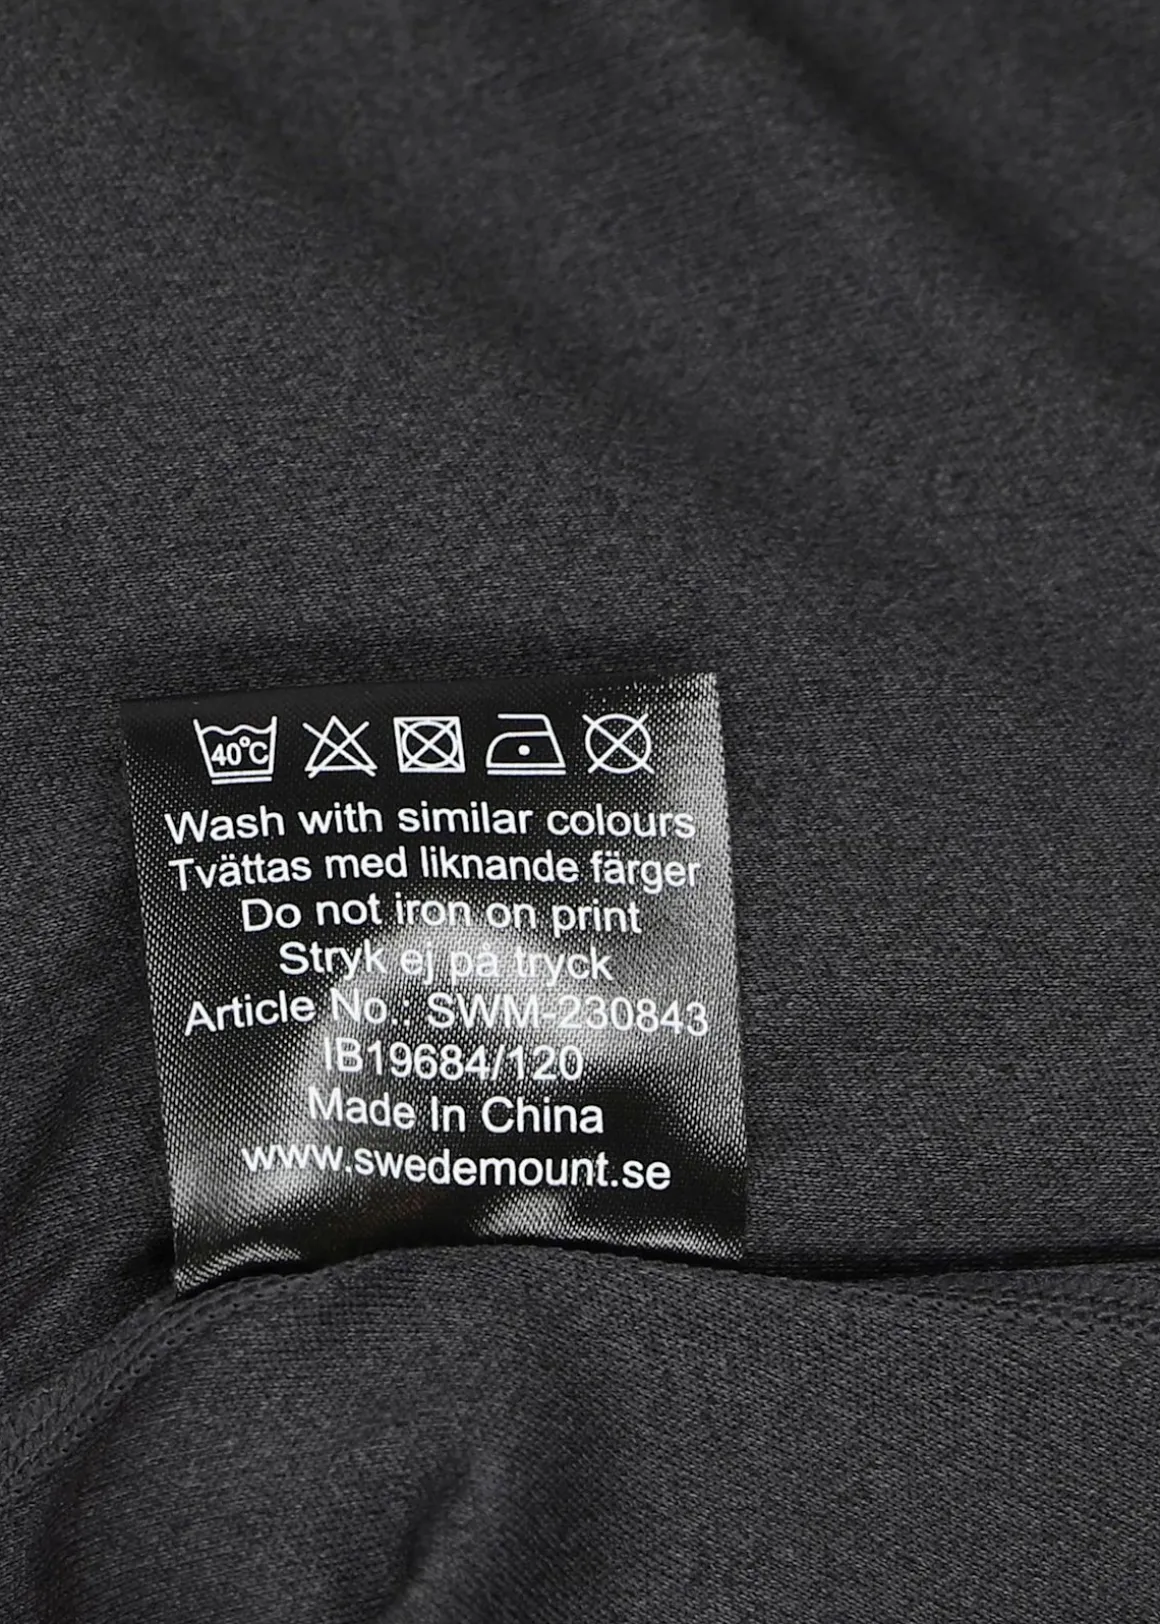 40°C
Wash with similar colours
Tvättas med liknande färger
Do not iron on print
Stryk ej på tryck
Article No.: SWM-230843
IB19684/120
Made In China
www.swedemount.se